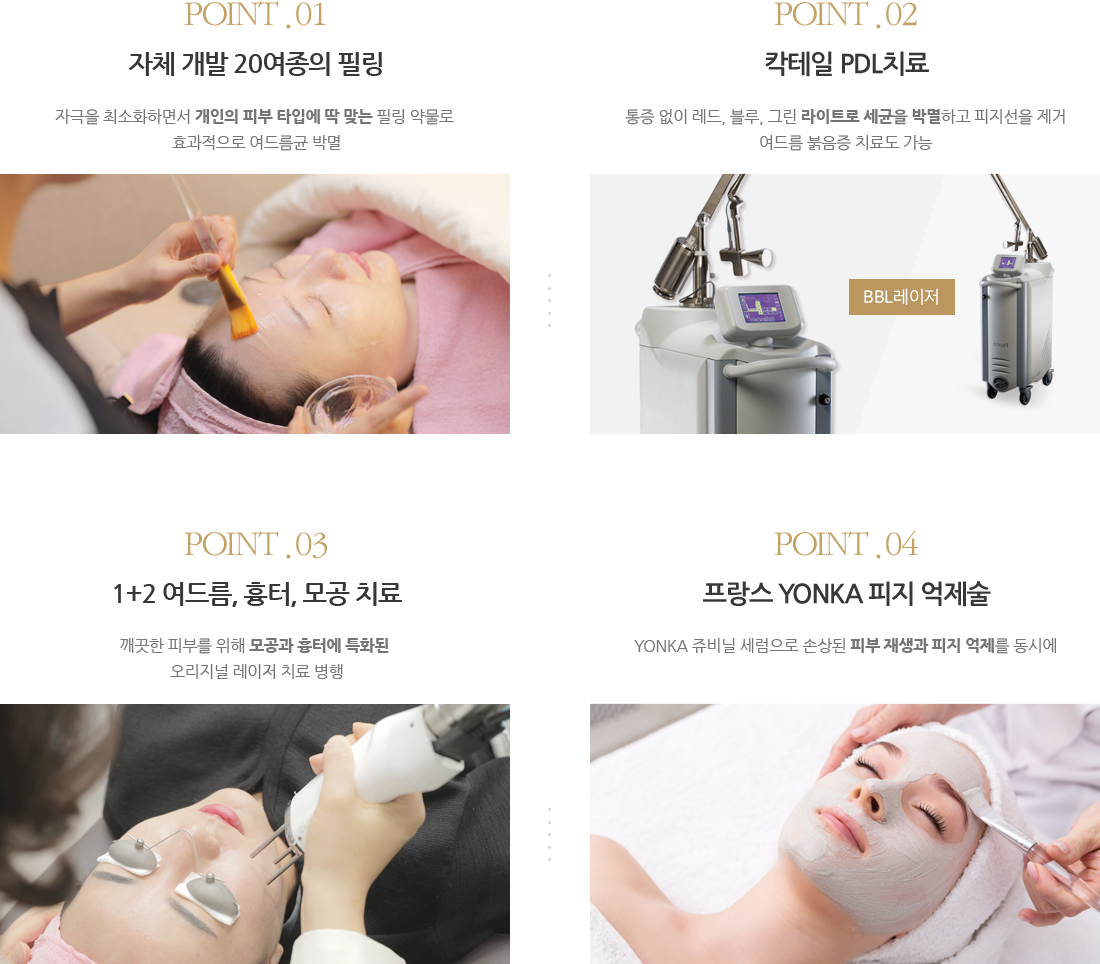 POINT . 01
자체 개발 20여종의 필링
자극을 최소화하면서 개인의 피부 타입에 딱 맞는 필링 약물로
효과적으로 여드름균 박멸
POINT . 02
칵테일 PDL치료
통증 없이 레드, 블루, 그린 라이트로 세균을 박멸하고 피지선을 제거
여드름 붉음증 치료도 가능
BBL레이저
POINT . 03
1+2 여드름, 흉터, 모공 치료
깨끗한 피부를 위해 모공과 흉터에 특화된
오리지널 레이저 치료 병행
POINT . 04
프랑스 YONKA 피지 억제술
YONKA 쥬비닐 세럼으로 손상된 피부 재생과 피지 억제를 동시에